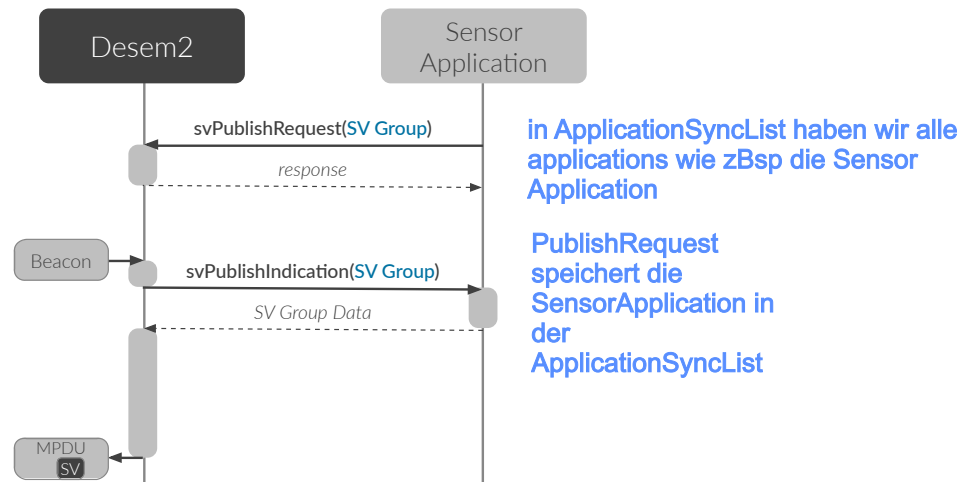 Desem2
Sensor
Application
svPublishRequest(SV Group)
response
in ApplicationSyncList haben wir alle
applications wie zBsp die Sensor
Application
Beacon
svPublishIndication(SV Group)
SV Group Data
PublishRequest
speichert die
SensorApplication in
der
ApplicationSyncList
MPDU
SV